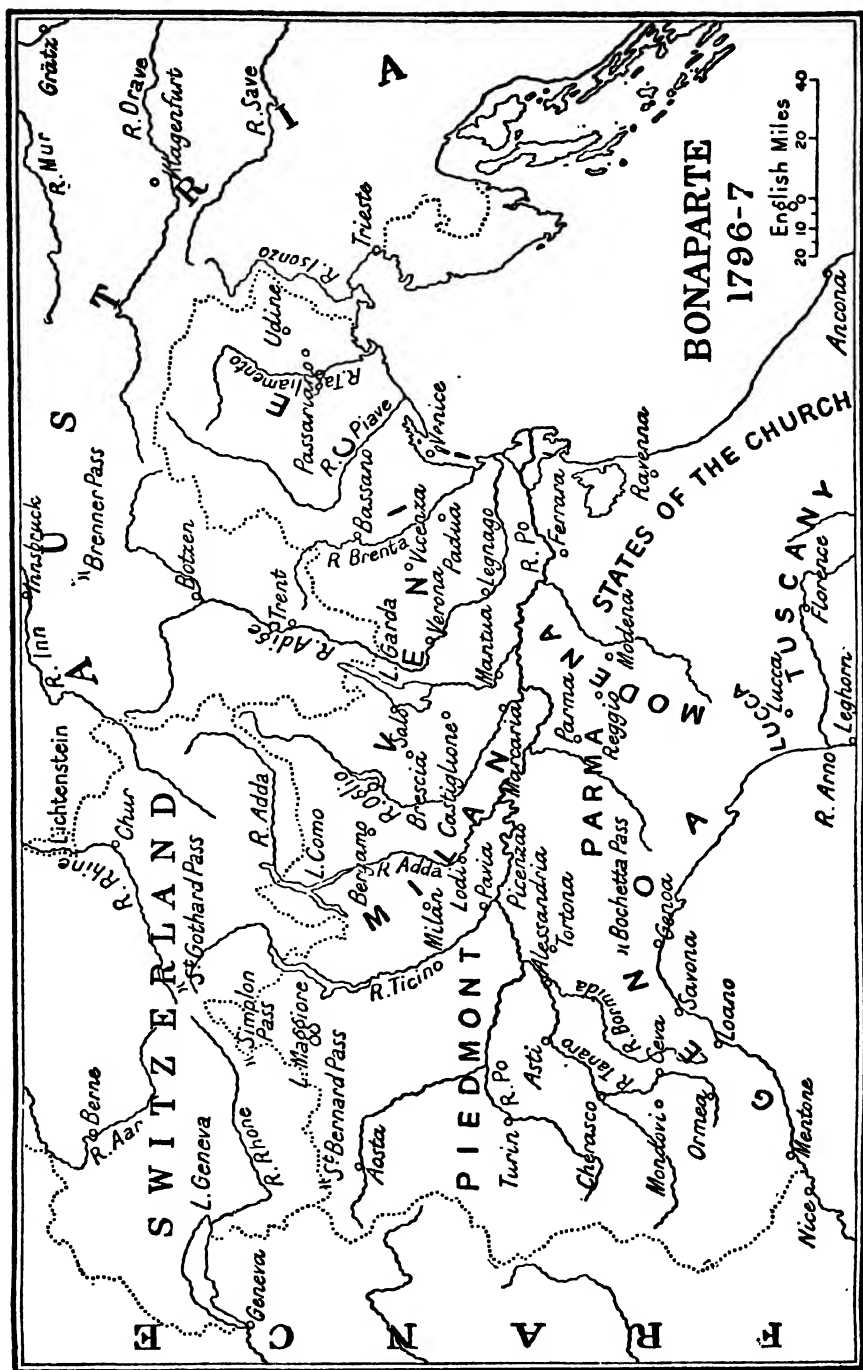 BONAPARTE
1796-7
English Miles
20 10 0 20 40
FRANCE
SWITZERLAND
AUSTRIA
PIEDMONT
MILAN
VENICE
GENOA
PARMA
MODENA
LUCCA
TUSCANY
STATES OF THE CHURCH
Geneva
L. Geneva
R. Rhone
Berne
R. Aar
St Gothard Pass
Simplon Pass
L. Maggiore
St Bernard Pass
Aosta
R. Rhine
Lichtenstein
Chur
R. Inn
Innsbruck
Brenner Pass
Botzen
R. Mur
Grätz
R. Drave
Klagenfurt
R. Save
R. Adda
L. Como
Bergamo
R. Oglio
Brescia
Salo
L. Garda
Castiglione
R. Adige
Trent
R. Brenta
Bassano
Vicenza
Verona
Padua
Venice
R. Piave
R. Tagliamento
Passariano
Udine
R. Isonzo
Trieste
R. Ticino
Milan
R. Adda
Lodi
Pavia
Picenza
Marcaria
Mantua
Legnago
R. Po
Ferrara
Ravenna
Ancona
Turin
R. Po
Asti
Alessandria
Tortona
R. Bormida
R. Tanaro
Cherasco
Mondovi
Ceva
Ormea
Bochetta Pass
Genoa
Savona
Loano
Mentone
Nice
Parma
Reggio
Modena
Lucca
Florence
R. Arno
Leghorn